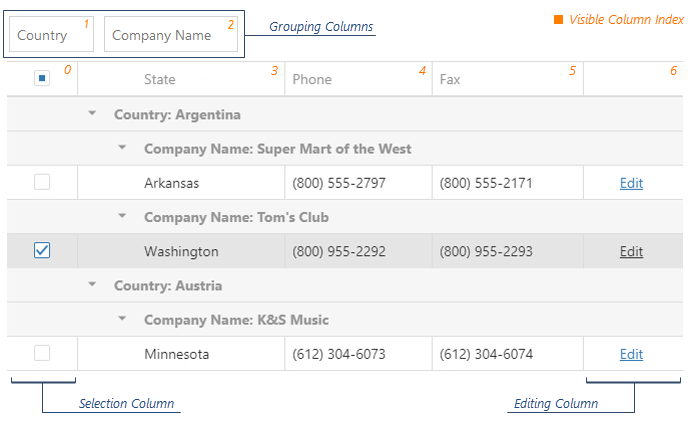 Country 1 Company Name 2 Grouping Columns Visible Column Index
0 State 3 Phone 4 Fax 5 6
Country: Argentina
Company Name: Super Mart of the West
Arkansas (800) 555-2797 (800) 555-2171 Edit
Company Name: Tom's Club
Washington (800) 955-2292 (800) 955-2293 Edit
Country: Austria
Company Name: K&S Music
Minnesota (612) 304-6073 (612) 304-6074 Edit
Selection Column Editing Column